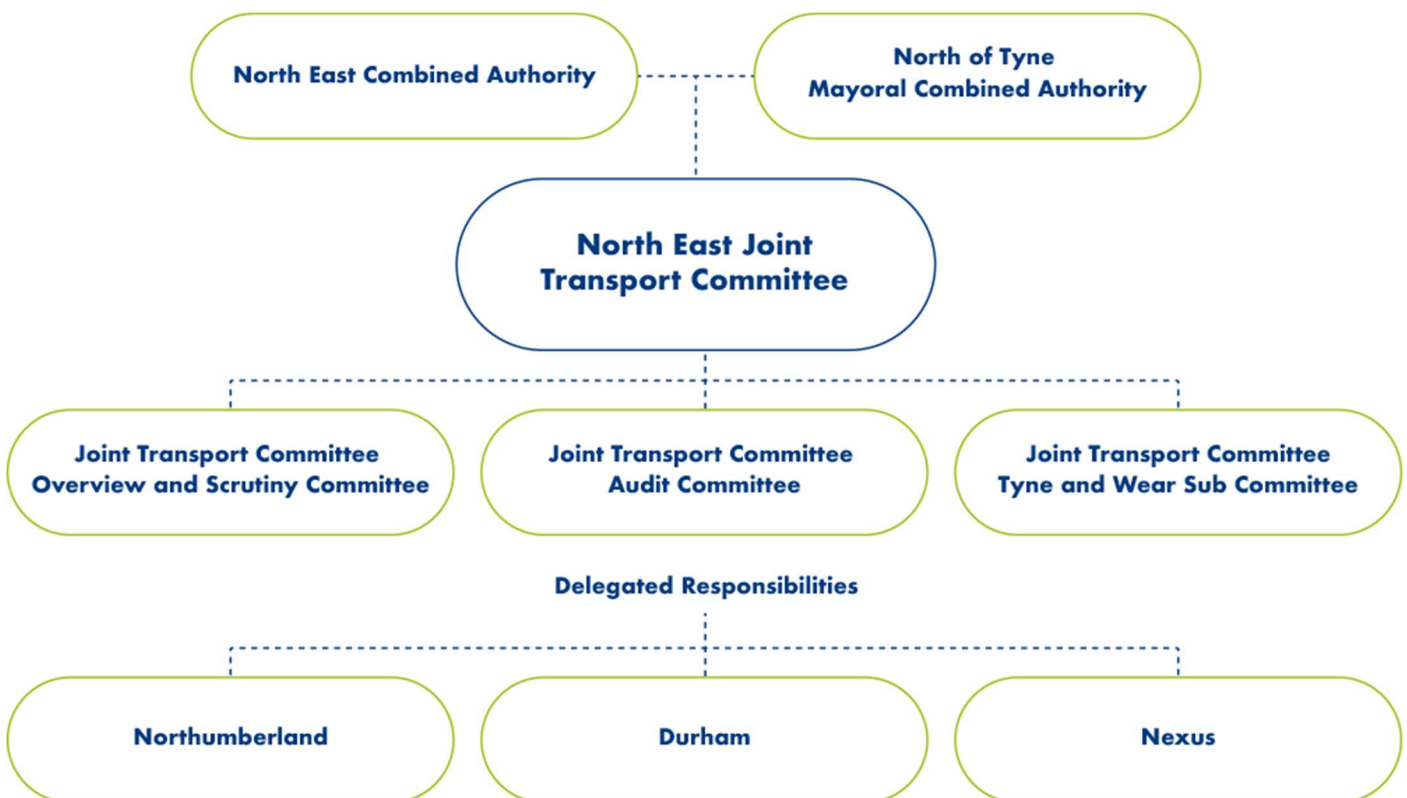 North East Combined Authority
North of Tyne
Mayoral Combined Authority
North East Joint
Transport Committee
Joint Transport Committee
Overview and Scrutiny Committee
Joint Transport Committee
Audit Committee
Joint Transport Committee
Tyne and Wear Sub Committee
Delegated Responsibilities
Northumberland
Durham
Nexus